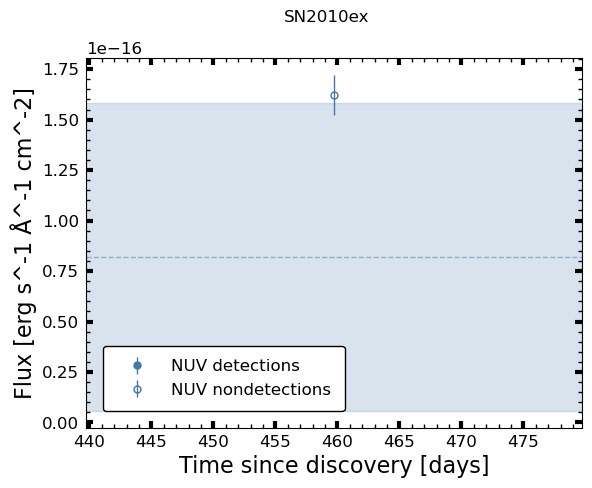 SN2010ex
1e−16
1.75
1.50
1.25
1.00
0.75
0.50
0.25
0.00
Flux [erg s^-1 Å^-1 cm^-2]
NUV detections
NUV nondetections
440 445 450 455 460 465 470 475
Time since discovery [days]